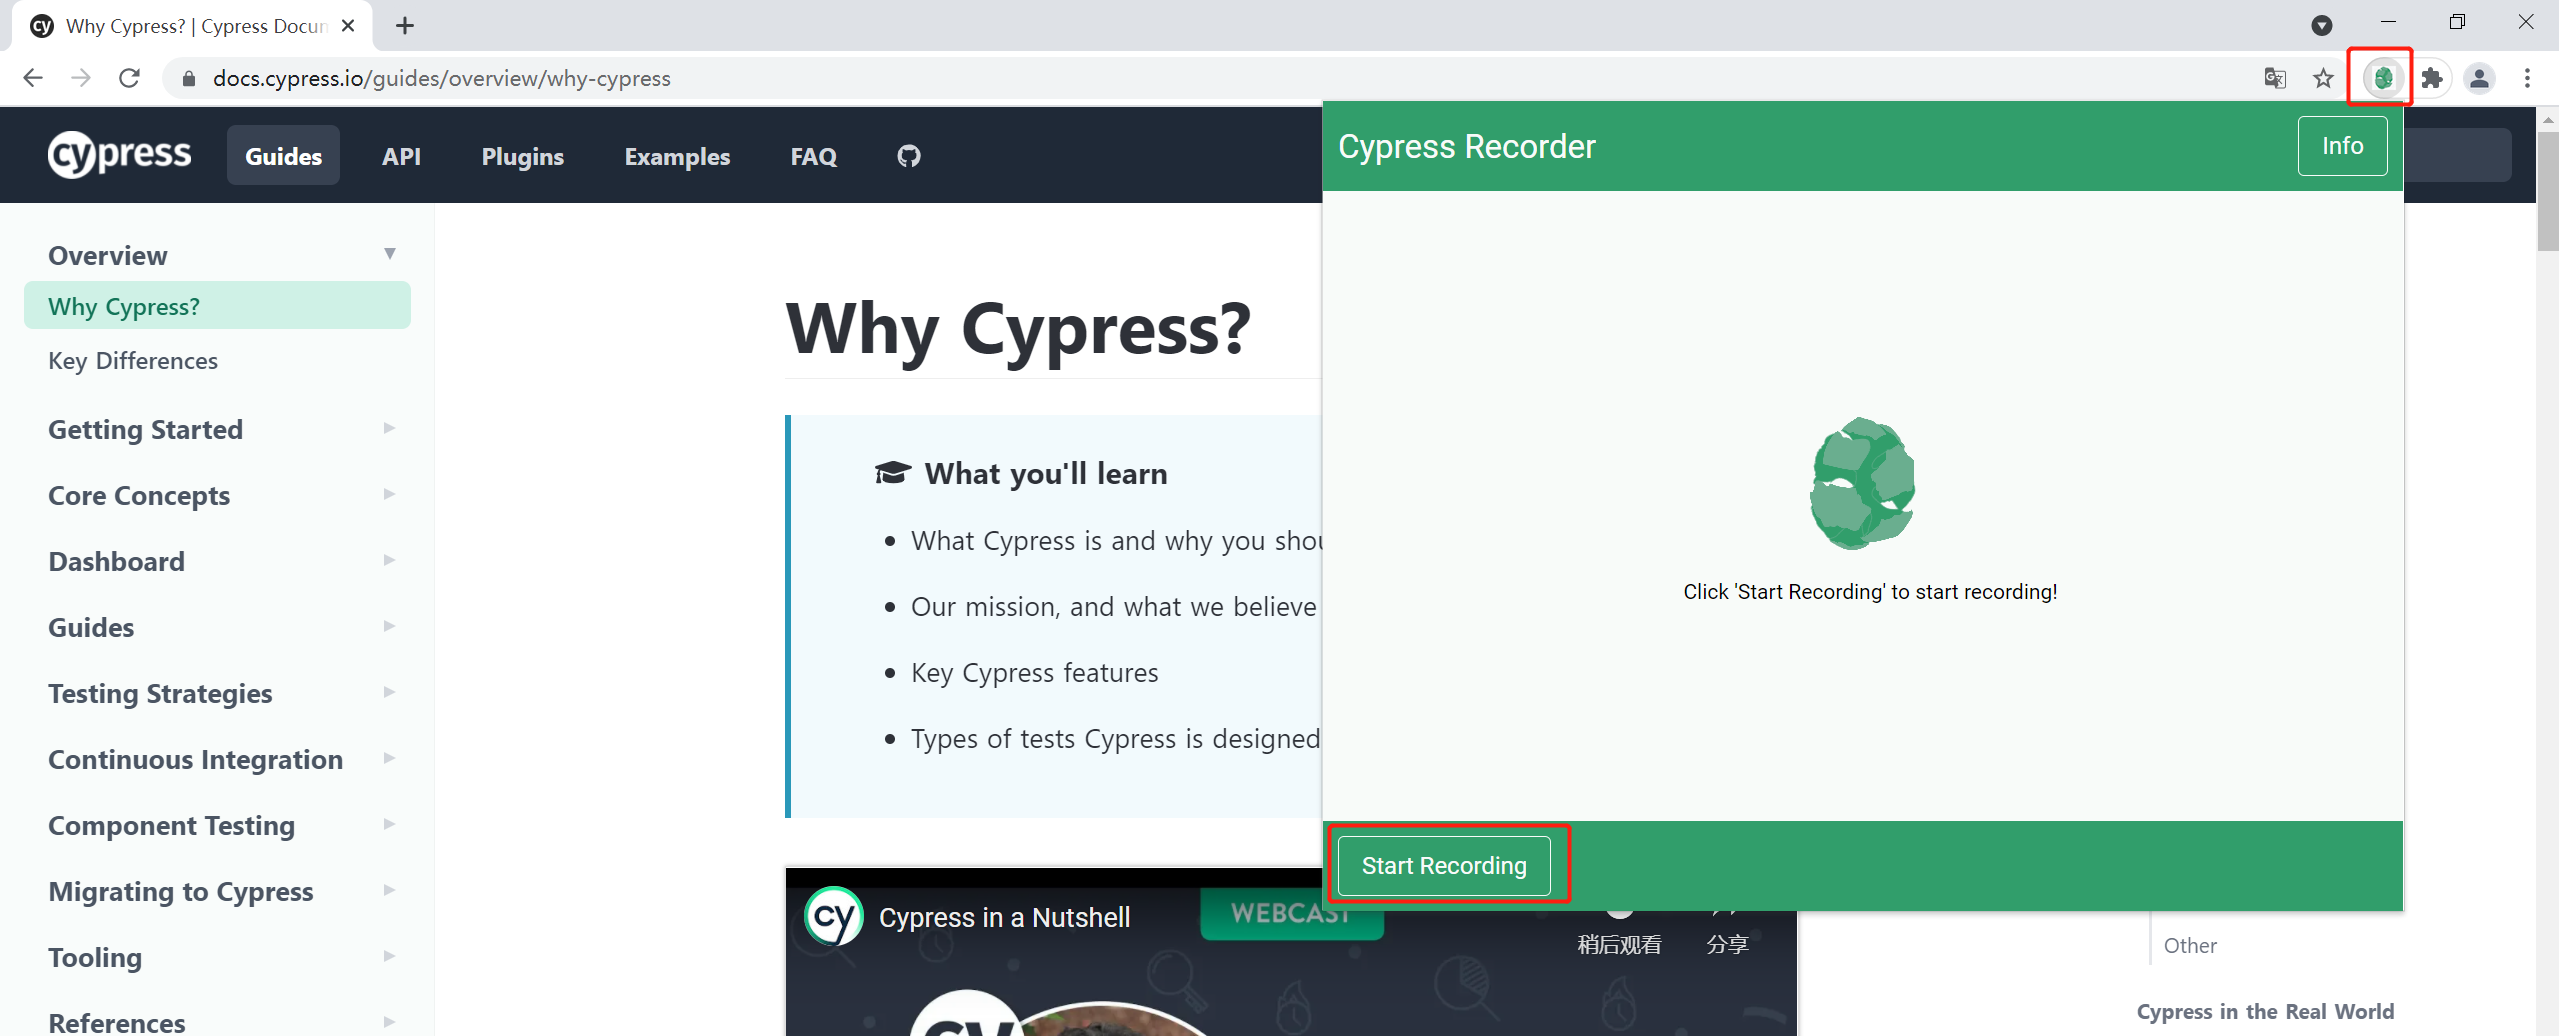 cy Why Cypress? | Cypress Docum
docs.cypress.io/guides/overview/why-cypress
cypress Guides API Plugins Examples FAQ
Cypress Recorder
Info
Overview
Why Cypress?
Key Differences
Getting Started
Core Concepts
Dashboard
Guides
Testing Strategies
Continuous Integration
Component Testing
Migrating to Cypress
Tooling
References
Why Cypress?
What you'll learn
What Cypress is and why you shou
Our mission, and what we believe
Key Cypress features
Types of tests Cypress is designed
Click 'Start Recording' to start recording!
Start Recording
cy Cypress in a Nutshell
WEBCAST
稍后观看 分享
cy
Other
Cypress in the Real World